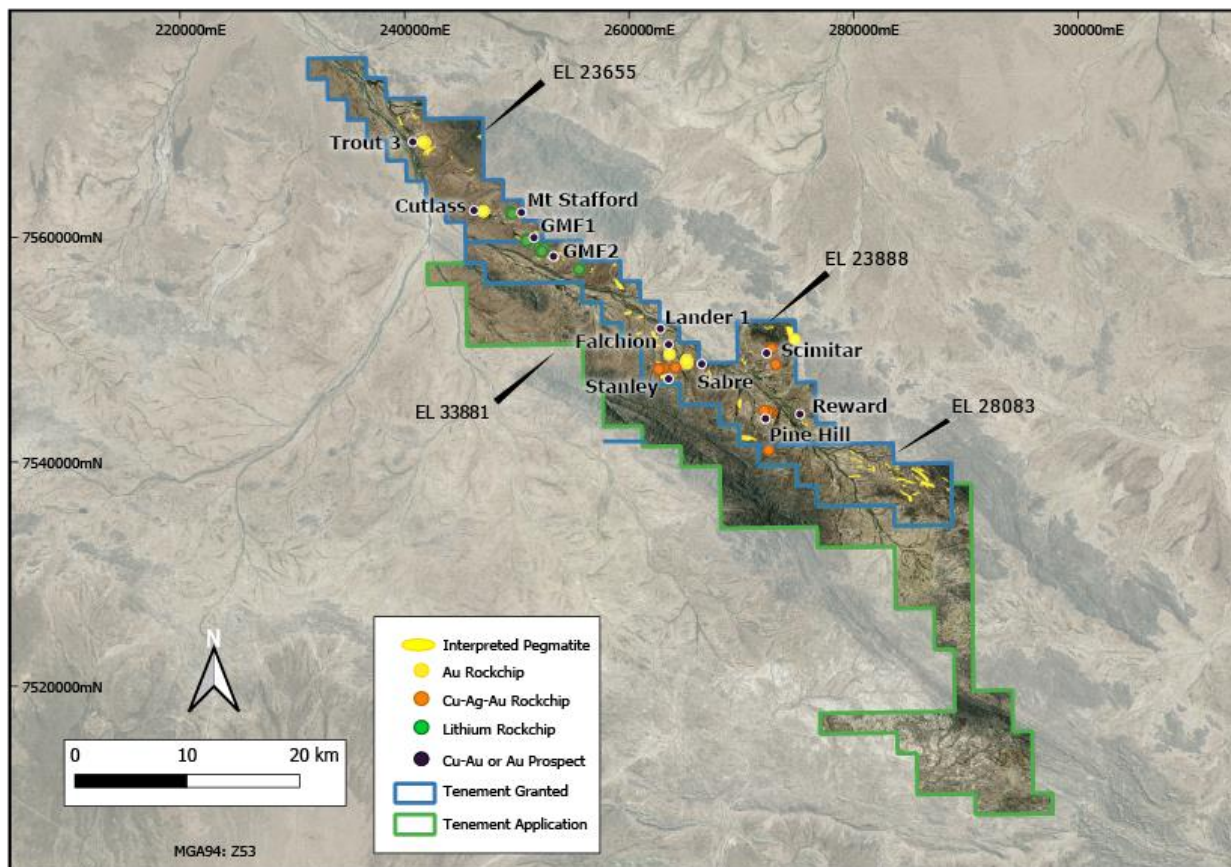 220000mE
240000mE
260000mE
280000mE
300000mE
EL 23655
Trout 3
Cutlass
Mt Stafford
GMF1
7560000mN
GMF2
EL 23888
Lander 1
Falchion
Scimitar
Stanley
Sabre
EL 33881
Reward
EL 28083
Pine Hill
7540000mN
7520000mN
N
0 10 20 km
MGA94: Z53
Interpreted Pegmatite
Au Rockchip
Cu-Ag-Au Rockchip
Lithium Rockchip
Cu-Au or Au Prospect
Tenement Granted
Tenement Application